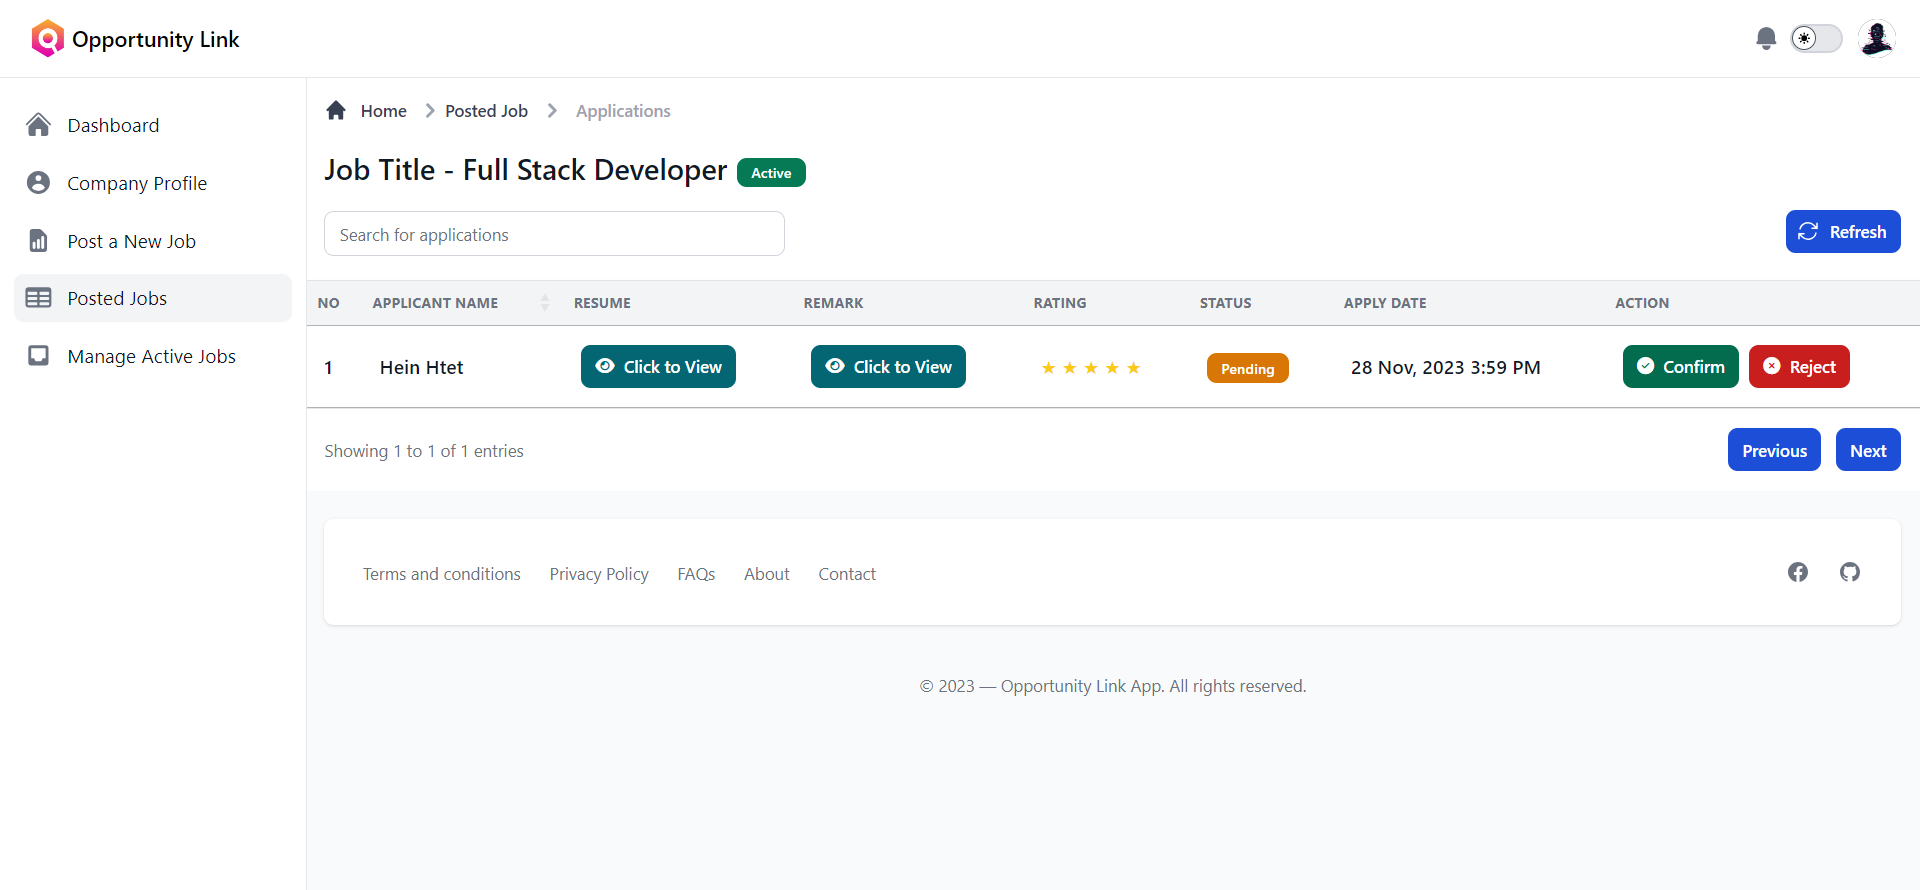 Opportunity Link
Dashboard
Company Profile
Post a New Job
Posted Jobs
Manage Active Jobs
Home Posted Job Applications
Job Title - Full Stack Developer Active
Search for applications
Refresh
NO APPLICANT NAME RESUME REMARK RATING STATUS APPLY DATE ACTION
1 Hein Htet Click to View Click to View Pending 28 Nov, 2023 3:59 PM Confirm Reject
Showing 1 to 1 of 1 entries
Previous Next
Terms and conditions Privacy Policy FAQs About Contact
© 2023 — Opportunity Link App. All rights reserved.